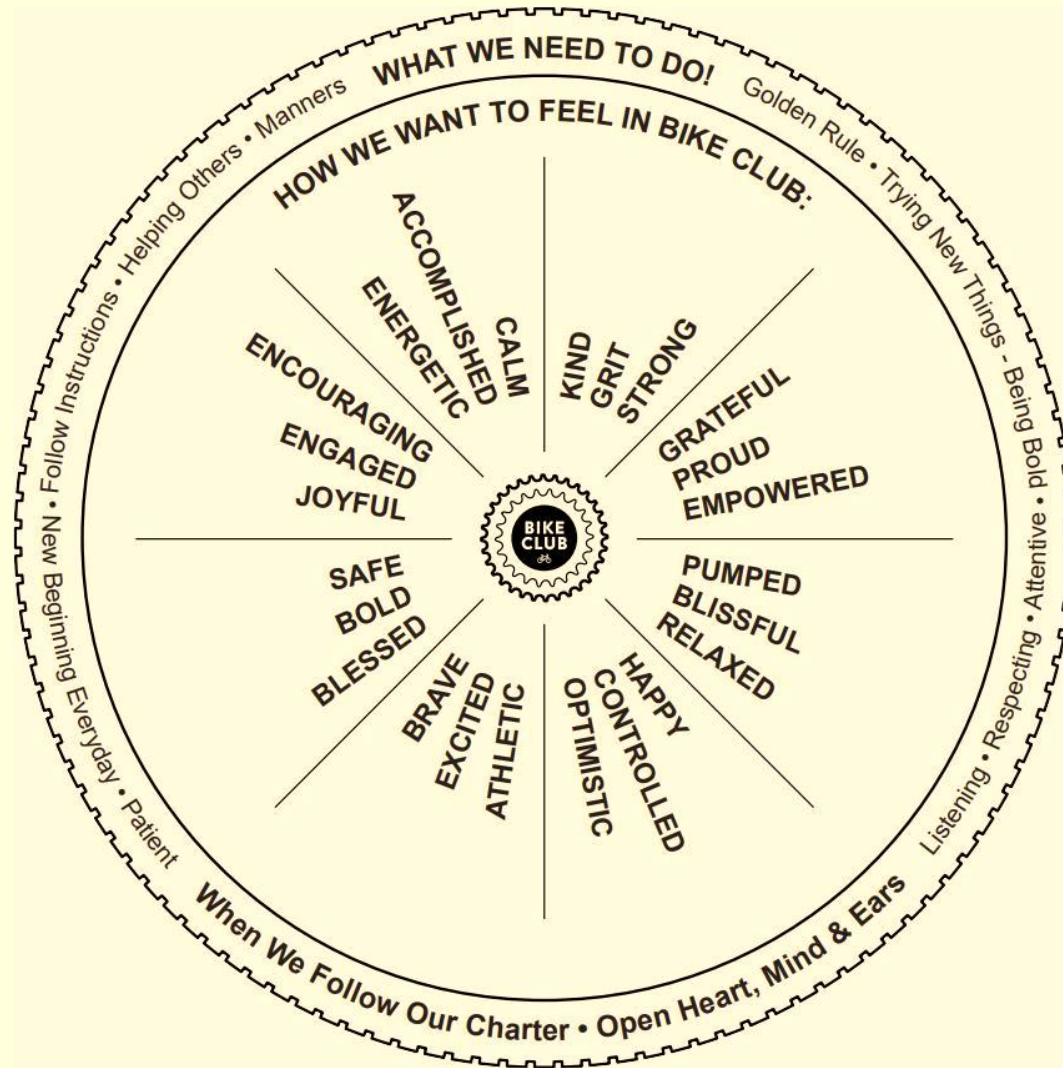 WHAT WE NEED TO DO!
Golden Rule • Trying New Things - Being Bold • Attentive • Respecting • Listening
When We Follow Our Charter • Open Heart, Mind & Ears
Patient • New Beginning Everyday • Follow Instructions • Helping Others • Manners
HOW WE WANT TO FEEL IN BIKE CLUB:
KIND
GRIT
STRONG
GRATEFUL
PROUD
EMPOWERED
PUMPED
BLISSFUL
RELAXED
HAPPY
CONTROLLED
OPTIMISTIC
ATHLETIC
EXCITED
BRAVE
BLESSED
BOLD
SAFE
JOYFUL
ENGAGED
ENCOURAGING
ENERGETIC
ACCOMPLISHED
CALM
BIKE
CLUB